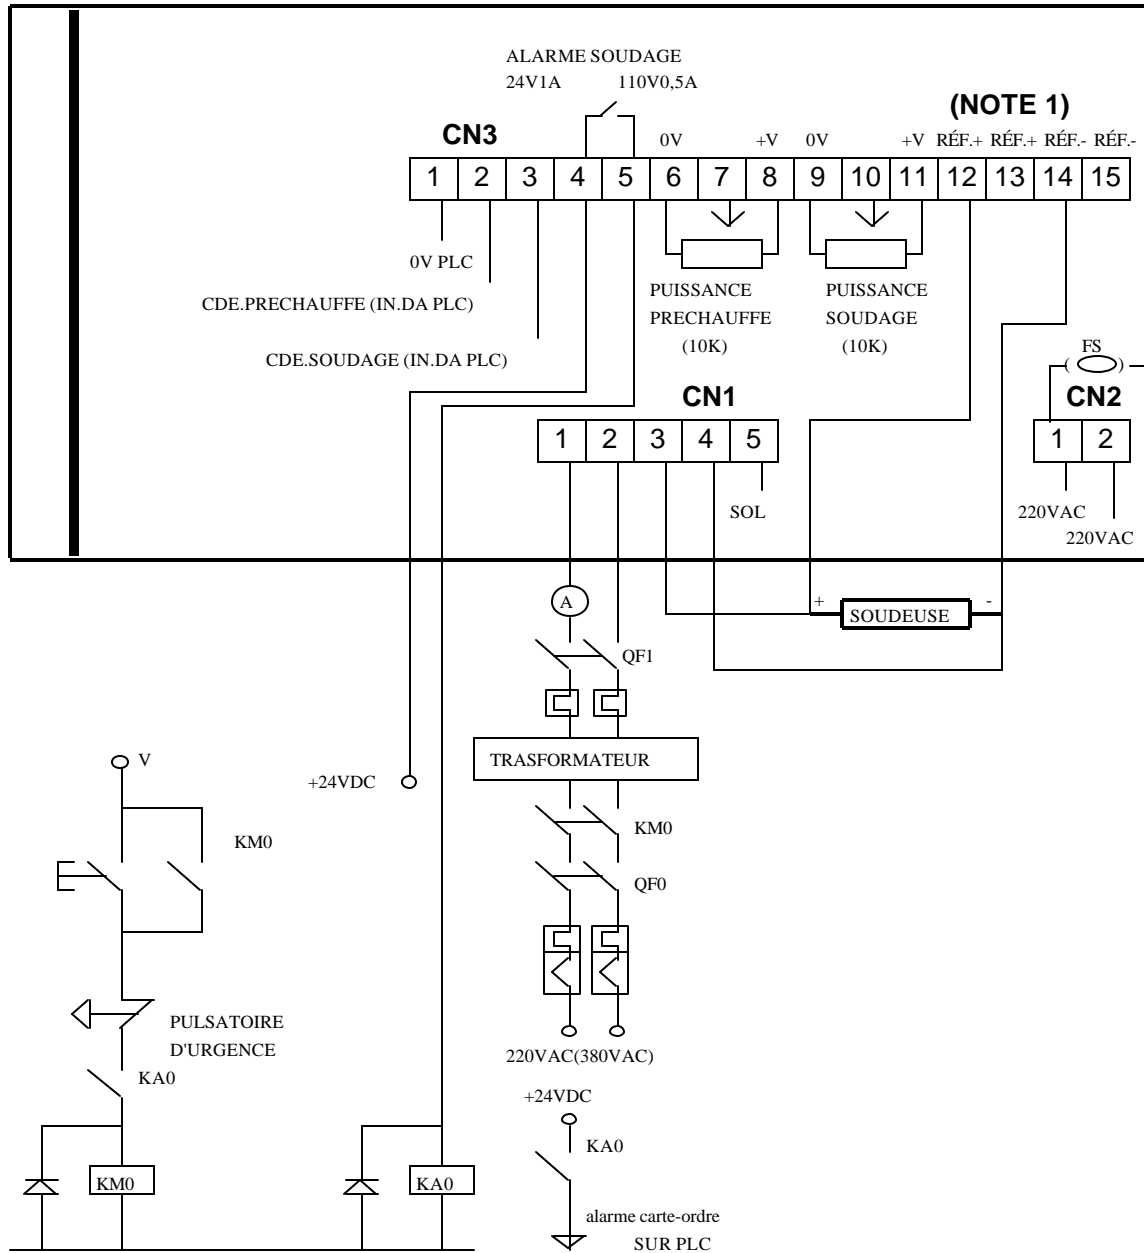 ALARME SOUDAGE
24V1A 110V0,5A
(NOTE 1)
CN3
0V +V 0V +V RÉF.+ RÉF.+ RÉF.- RÉF.-
1 2 3 4 5 6 7 8 9 10 11 12 13 14 15
0V PLC
CDE.PRECHAUFFE (IN.DA PLC)
CDE.SOUDAGE (IN.DA PLC)
PUISSANCE
PRECHAUFFE
(10K)
PUISSANCE
SOUDAGE
(10K)
FS
CN1
CN2
1 2 3 4 5
1 2
SOL
220VAC
220VAC
A
+ SOUDEUSE -
QF1
TRASFORMATEUR
V
+24VDC
KM0
KM0
QF0
PULSATOIRE
D'URGENCE
220VAC(380VAC)
KA0
+24VDC
KA0
KM0
KA0
alarme carte-ordre
SUR PLC